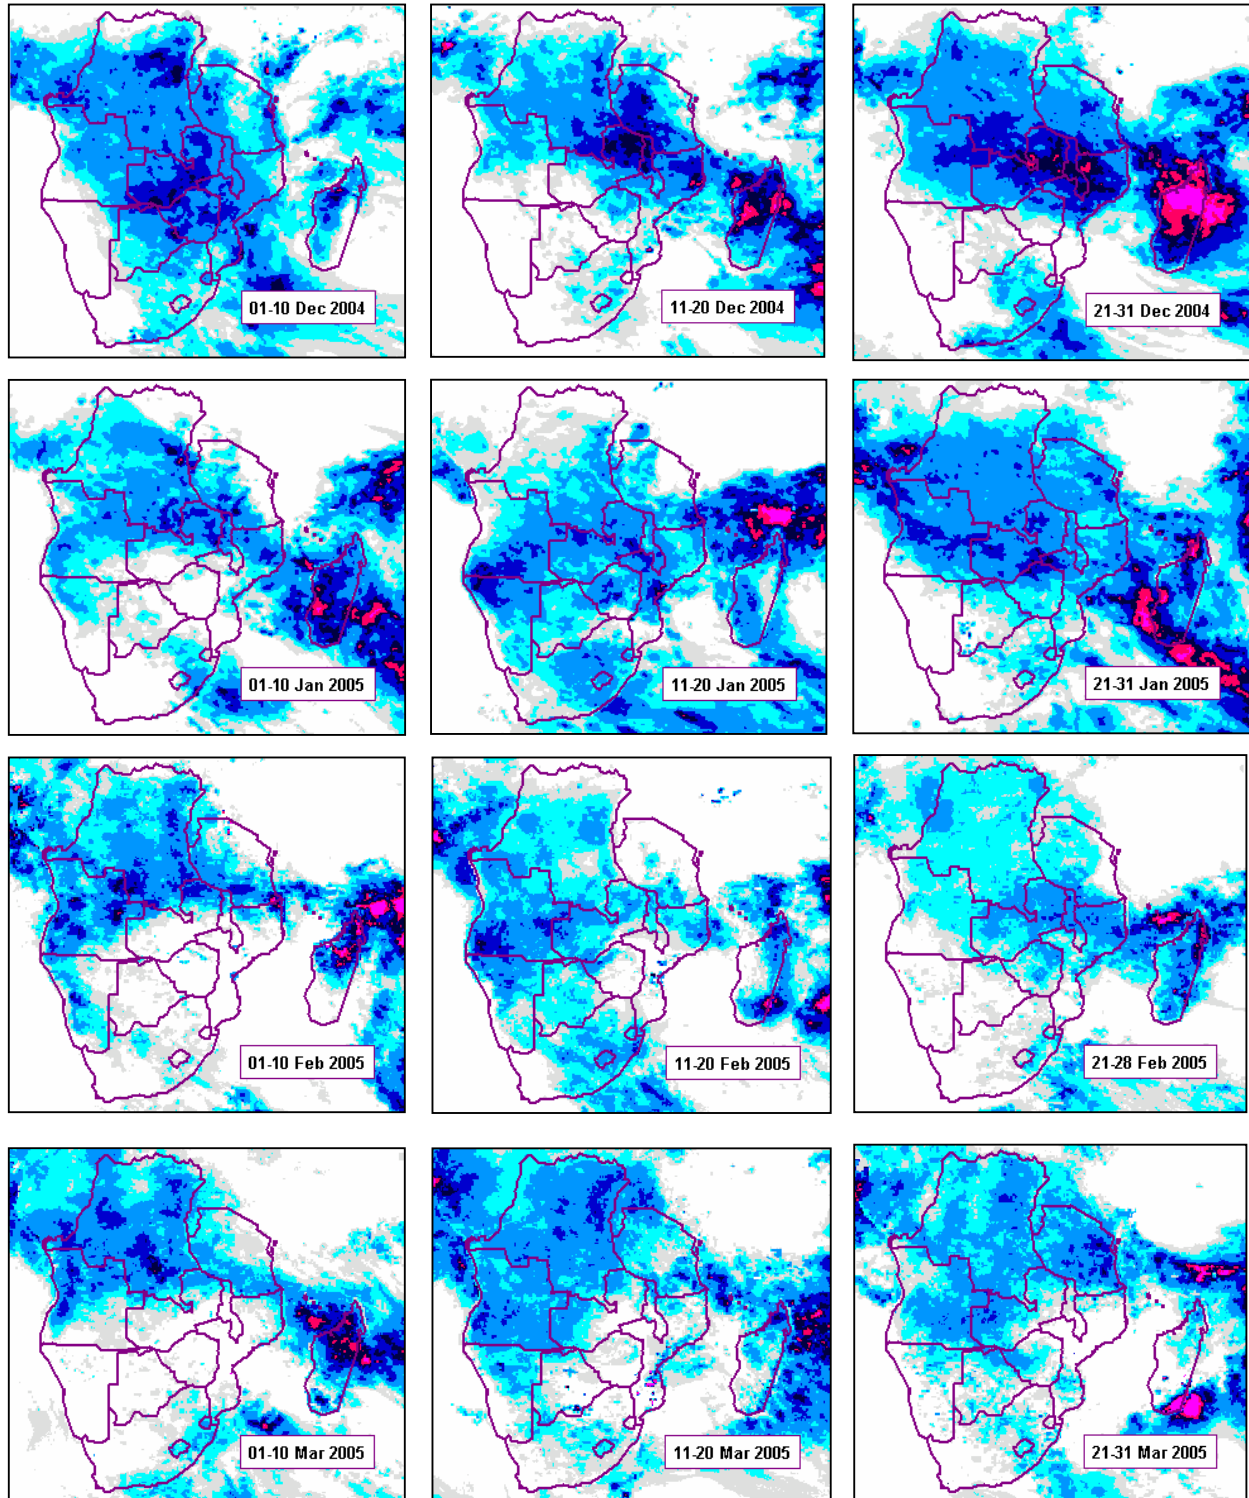 01-10 Dec 2004
11-20 Dec 2004
21-31 Dec 2004
01-10 Jan 2005
11-20 Jan 2005
21-31 Jan 2005
01-10 Feb 2005
11-20 Feb 2005
21-28 Feb 2005
01-10 Mar 2005
11-20 Mar 2005
21-31 Mar 2005